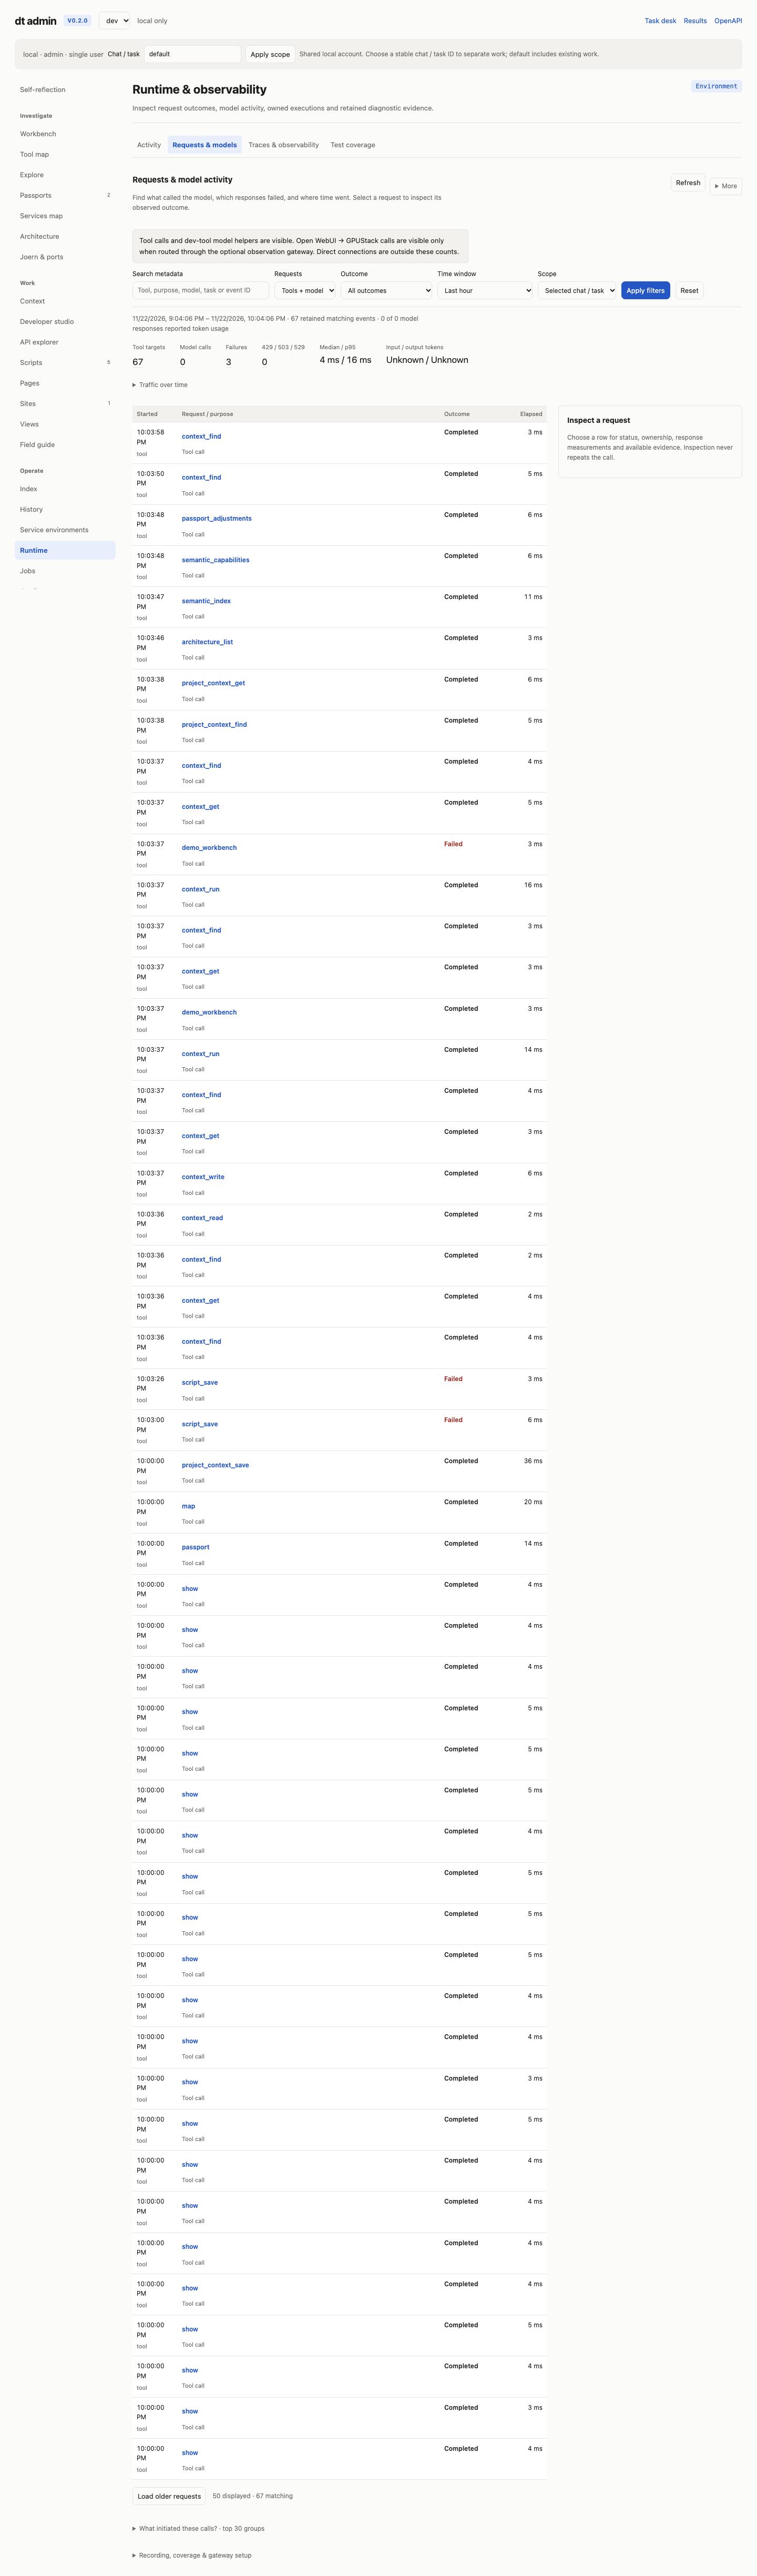 dt admin V0.2.0 dev local only Task desk Results OpenAPI
local · admin · single user Chat / task default Apply scope Shared local account. Choose a stable chat / task ID to separate work; default includes existing work.
Self-reflection
Investigate
Workbench
Tool map
Explore
Passports 2
Services map
Architecture
Joern & ports
Work
Context
Developer studio
API explorer
Scripts 5
Pages
Sites 1
Views
Field guide
Operate
Index
History
Service environments
Runtime
Jobs
Runtime & observability Environment
Inspect request outcomes, model activity, owned executions and retained diagnostic evidence.
Activity Requests & models Traces & observability Test coverage
Requests & model activity Refresh More
Find what called the model, which responses failed, and where time went. Select a request to inspect its
observed outcome.
Tool calls and dev-tool model helpers are visible. Open WebUI → GPUStack calls are visible only
when routed through the optional observation gateway. Direct connections are outside these counts.
Search metadata Requests Outcome Time window Scope
Tool, purpose, model, task or event ID Tools + model All outcomes Last hour Selected chat / task Apply filters Reset
11/22/2026, 9:04:06 PM – 11/22/2026, 10:04:06 PM · 67 retained matching events · 0 of 0 model
responses reported token usage
Tool targets Model calls Failures 429 / 503 / 529 Median / p95 Input / output tokens
67 0 3 0 4 ms / 16 ms Unknown / Unknown
Traffic over time
Started Request / purpose Outcome Elapsed
10:03:58 PM context_find Completed 3 ms
tool Tool call
10:03:50 PM context_find Completed 5 ms
tool Tool call
10:03:48 PM passport_adjustments Completed 6 ms
tool Tool call
10:03:48 PM semantic_capabilities Completed 6 ms
tool Tool call
10:03:47 PM semantic_index Completed 11 ms
tool Tool call
10:03:46 PM architecture_list Completed 3 ms
tool Tool call
10:03:38 PM project_context_get Completed 6 ms
tool Tool call
10:03:38 PM project_context_find Completed 5 ms
tool Tool call
10:03:37 PM context_find Completed 4 ms
tool Tool call
10:03:37 PM context_get Completed 5 ms
tool Tool call
10:03:37 PM demo_workbench Failed 3 ms
tool Tool call
10:03:37 PM context_run Completed 16 ms
tool Tool call
10:03:37 PM context_find Completed 3 ms
tool Tool call
10:03:37 PM context_get Completed 3 ms
tool Tool call
10:03:37 PM demo_workbench Completed 3 ms
tool Tool call
10:03:37 PM context_run Completed 14 ms
tool Tool call
10:03:37 PM context_find Completed 4 ms
tool Tool call
10:03:37 PM context_get Completed 3 ms
tool Tool call
10:03:37 PM context_write Completed 6 ms
tool Tool call
10:03:36 PM context_read Completed 2 ms
tool Tool call
10:03:36 PM context_find Completed 2 ms
tool Tool call
10:03:36 PM context_get Completed 4 ms
tool Tool call
10:03:36 PM context_find Completed 4 ms
tool Tool call
10:03:26 PM script_save Failed 3 ms
tool Tool call
10:03:00 PM script_save Failed 6 ms
tool Tool call
10:00:00 PM project_context_save Completed 36 ms
tool Tool call
10:00:00 PM map Completed 20 ms
tool Tool call
10:00:00 PM passport Completed 14 ms
tool Tool call
10:00:00 PM show Completed 4 ms
tool Tool call
10:00:00 PM show Completed 4 ms
tool Tool call
10:00:00 PM show Completed 4 ms
tool Tool call
10:00:00 PM show Completed 5 ms
tool Tool call
10:00:00 PM show Completed 5 ms
tool Tool call
10:00:00 PM show Completed 5 ms
tool Tool call
10:00:00 PM show Completed 4 ms
tool Tool call
10:00:00 PM show Completed 5 ms
tool Tool call
10:00:00 PM show Completed 5 ms
tool Tool call
10:00:00 PM show Completed 5 ms
tool Tool call
10:00:00 PM show Completed 4 ms
tool Tool call
10:00:00 PM show Completed 4 ms
tool Tool call
10:00:00 PM show Completed 3 ms
tool Tool call
10:00:00 PM show Completed 5 ms
tool Tool call
10:00:00 PM show Completed 4 ms
tool Tool call
10:00:00 PM show Completed 4 ms
tool Tool call
10:00:00 PM show Completed 4 ms
tool Tool call
10:00:00 PM show Completed 4 ms
tool Tool call
10:00:00 PM show Completed 5 ms
tool Tool call
10:00:00 PM show Completed 4 ms
tool Tool call
10:00:00 PM show Completed 3 ms
tool Tool call
10:00:00 PM show Completed 4 ms
tool Tool call
Inspect a request
Choose a row for status, ownership, response
measurements and available evidence. Inspection never
repeats the call.
Load older requests 50 displayed · 67 matching
What initiated these calls? · top 30 groups
Recording, coverage & gateway setup